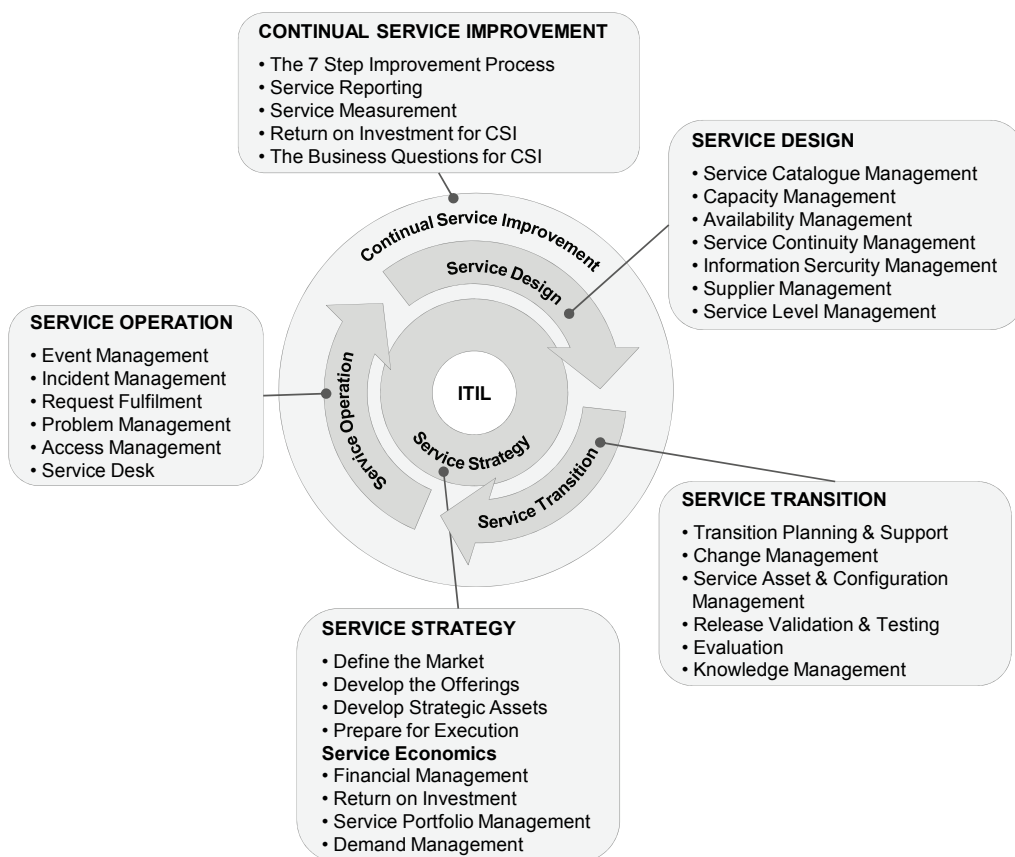 CONTINUAL SERVICE IMPROVEMENT
• The 7 Step Improvement Process
• Service Reporting
• Service Measurement
• Return on Investment for CSI
• The Business Questions for CSI
SERVICE DESIGN
• Service Catalogue Management
• Capacity Management
• Availability Management
• Service Continuity Management
• Information Sercurity Management
• Supplier Management
• Service Level Management
Continual Service Improvement
Service Design
SERVICE OPERATION
• Event Management
• Incident Management
• Request Fulfilment
• Problem Management
• Access Management
• Service Desk
Service Operation
ITIL
Service Strategy
Service Transition
SERVICE TRANSITION
• Transition Planning & Support
• Change Management
• Service Asset & Configuration
Management
• Release Validation & Testing
• Evaluation
• Knowledge Management
SERVICE STRATEGY
• Define the Market
• Develop the Offerings
• Develop Strategic Assets
• Prepare for Execution
Service Economics
• Financial Management
• Return on Investment
• Service Portfolio Management
• Demand Management